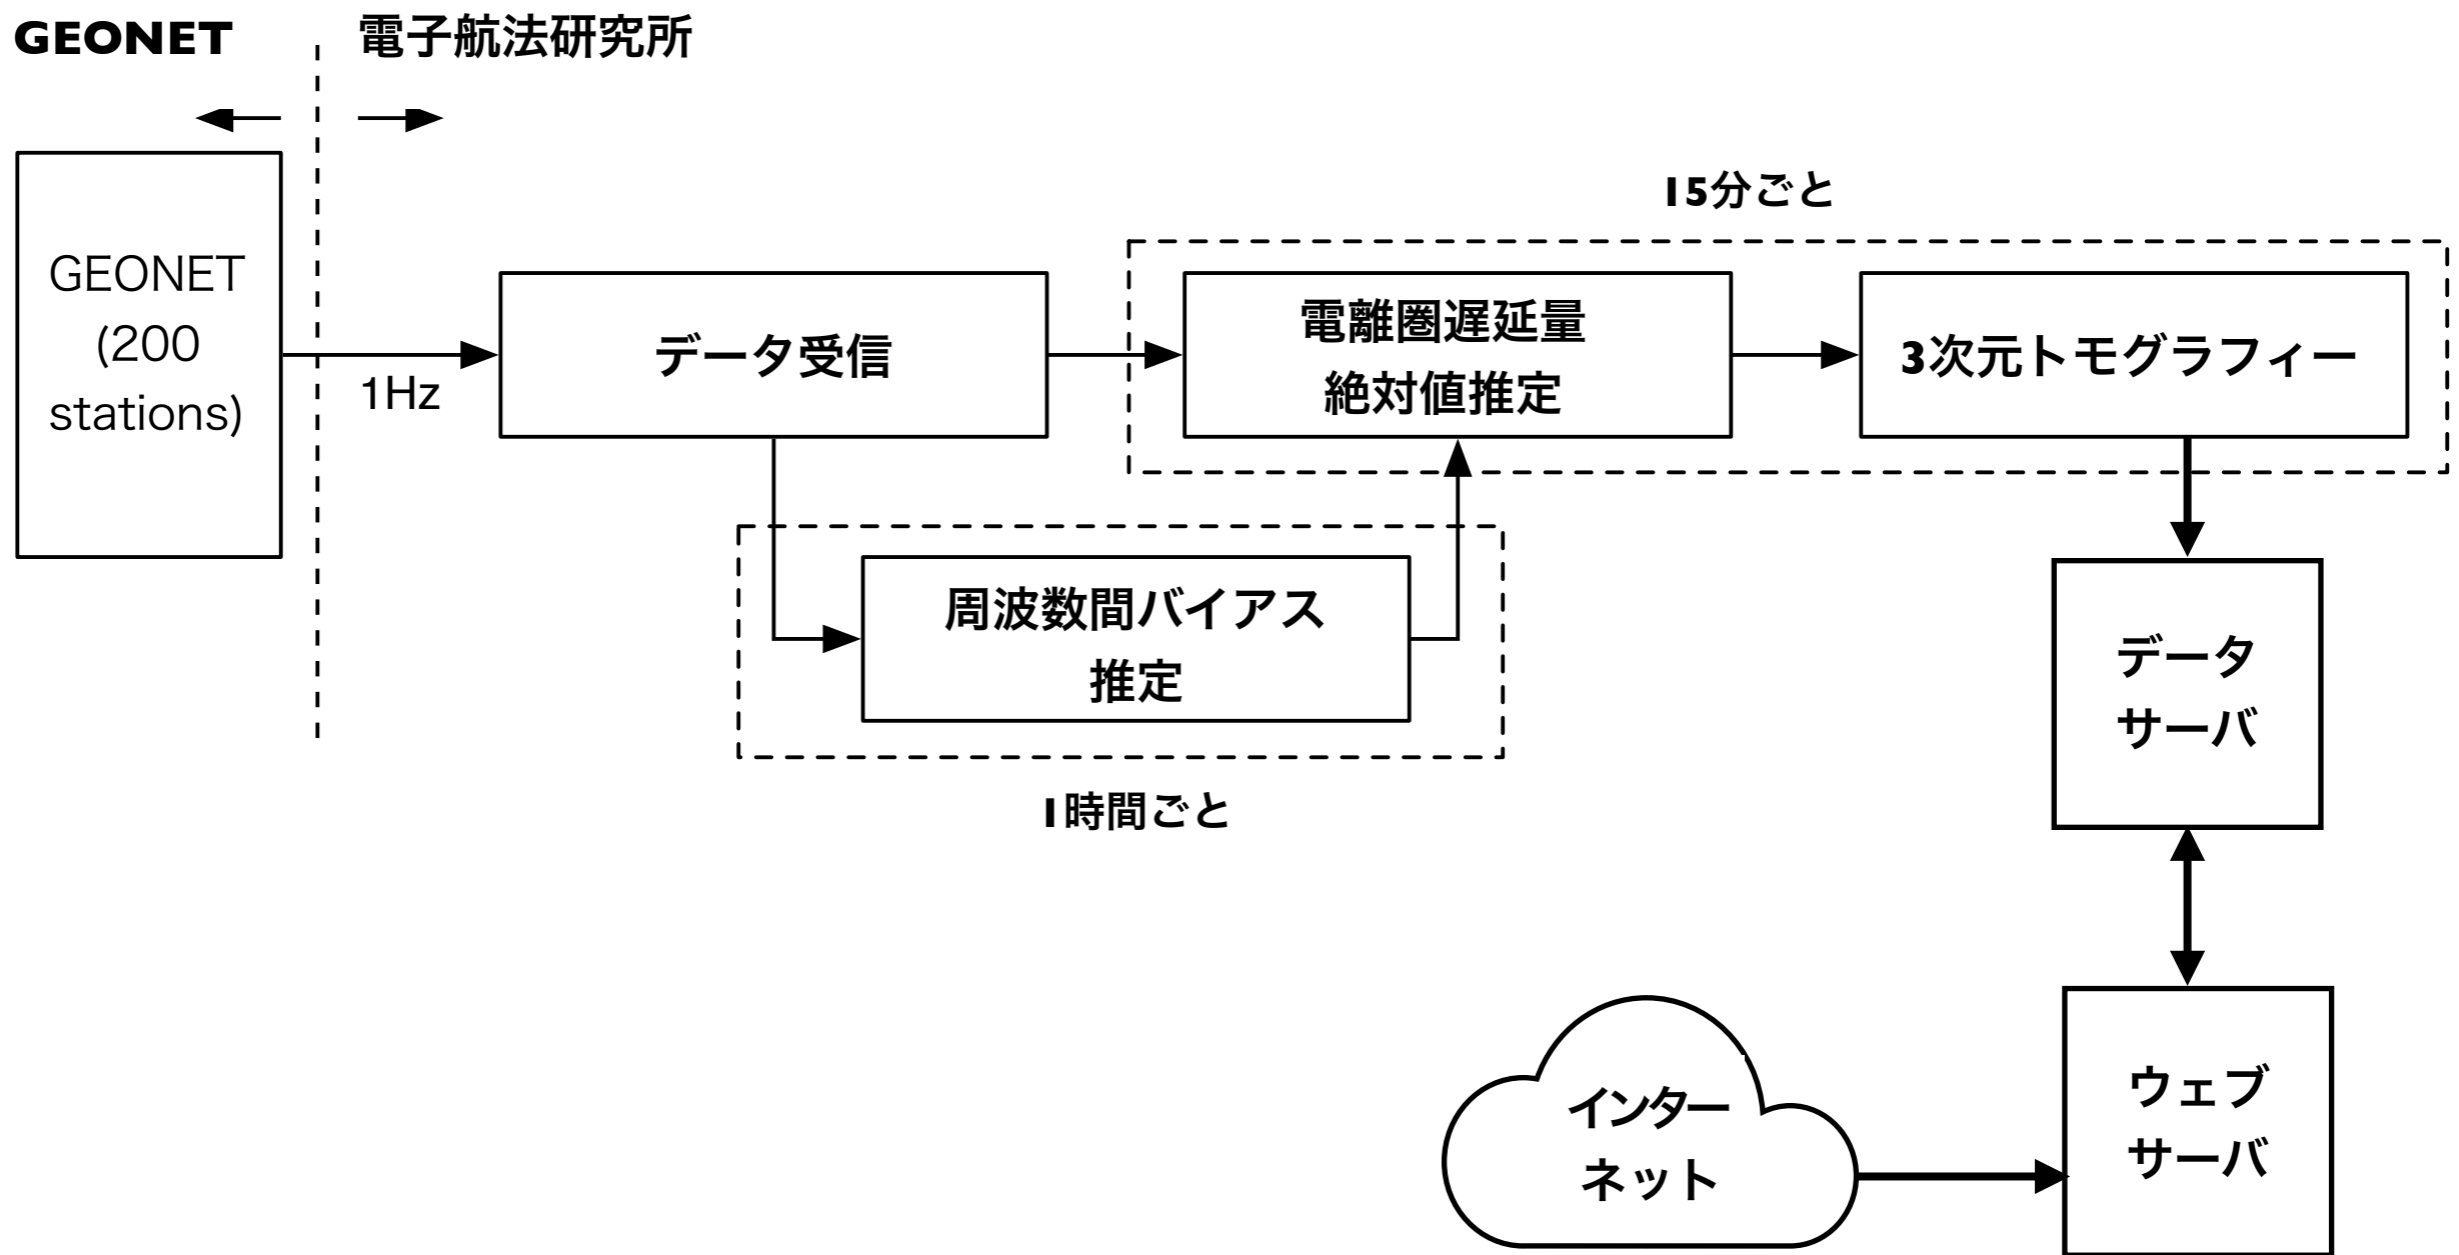 GEONET
電子航法研究所
GEONET
(200
stations)
1Hz
データ受信
15分ごと
電離圏遅延量
絶対値推定
3次元トモグラフィー
周波数間バイアス
推定
1時間ごと
データ
サーバ
インター
ネット
ウェブ
サーバ